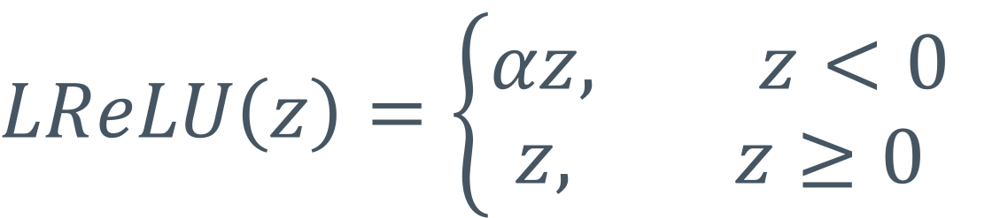 LReLU(z) = { αz, z < 0
z, z ≥ 0